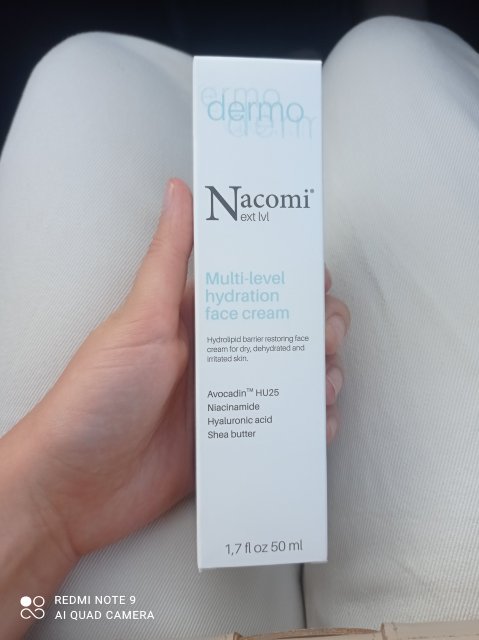 dermo
Nacomi®
ext lvl
Multi-level
hydration
face cream
Hydrolipid barrier restoring face
cream for dry, dehydrated and
irritated skin.
Avocadin™ HU25
Niacinamide
Hyaluronic acid
Shea butter
1,7 fl oz 50 ml
REDMI NOTE 9
AI QUAD CAMERA